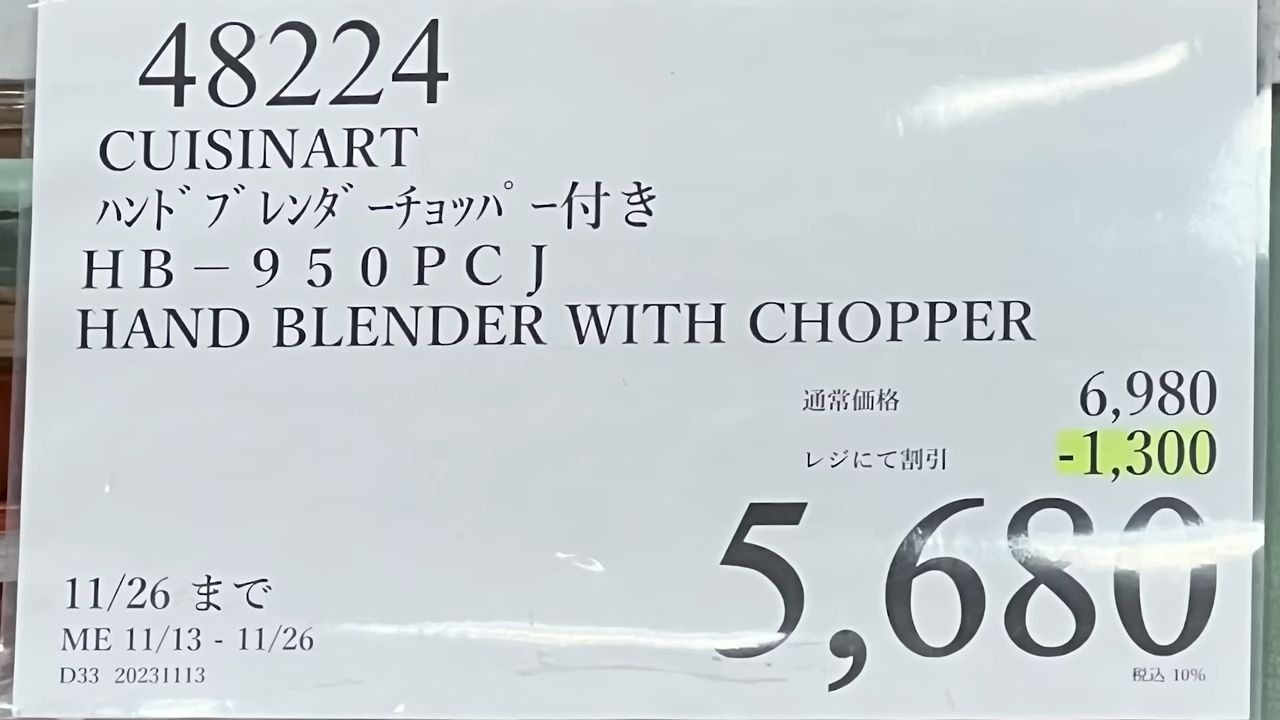 48224
CUISINART
ﾊﾝﾄﾞﾌﾞﾚﾝﾀﾞｰﾁｮｯﾊﾟｰ付き
ＨＢ－９５０ＰＣＪ
HAND BLENDER WITH CHOPPER
通常価格 6,980
レジにて割引 -1,300
5,680
11/26 まで
ME 11/13 - 11/26
D33 20231113
税込 10%